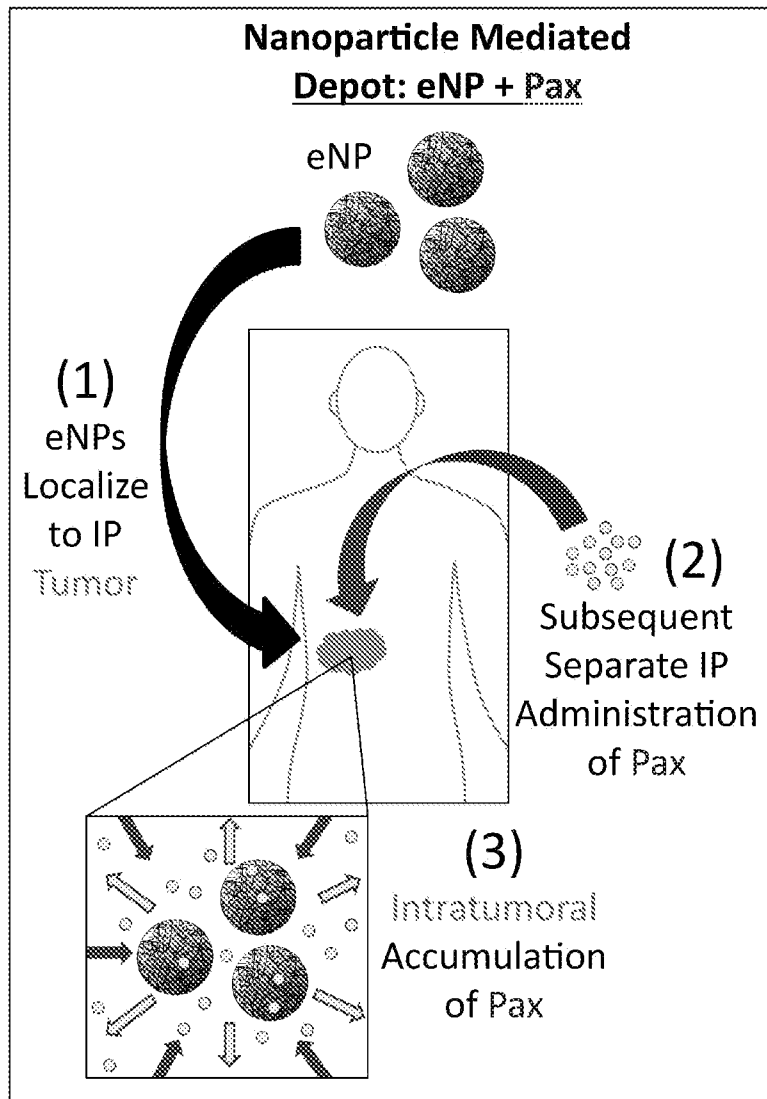 Nanoparticle Mediated
Depot: eNP + Pax
eNP
(1)
eNPs
Localize
to IP
Tumor
(2)
Subsequent
Separate IP
Administration
of Pax
(3)
Intratumoral
Accumulation
of Pax